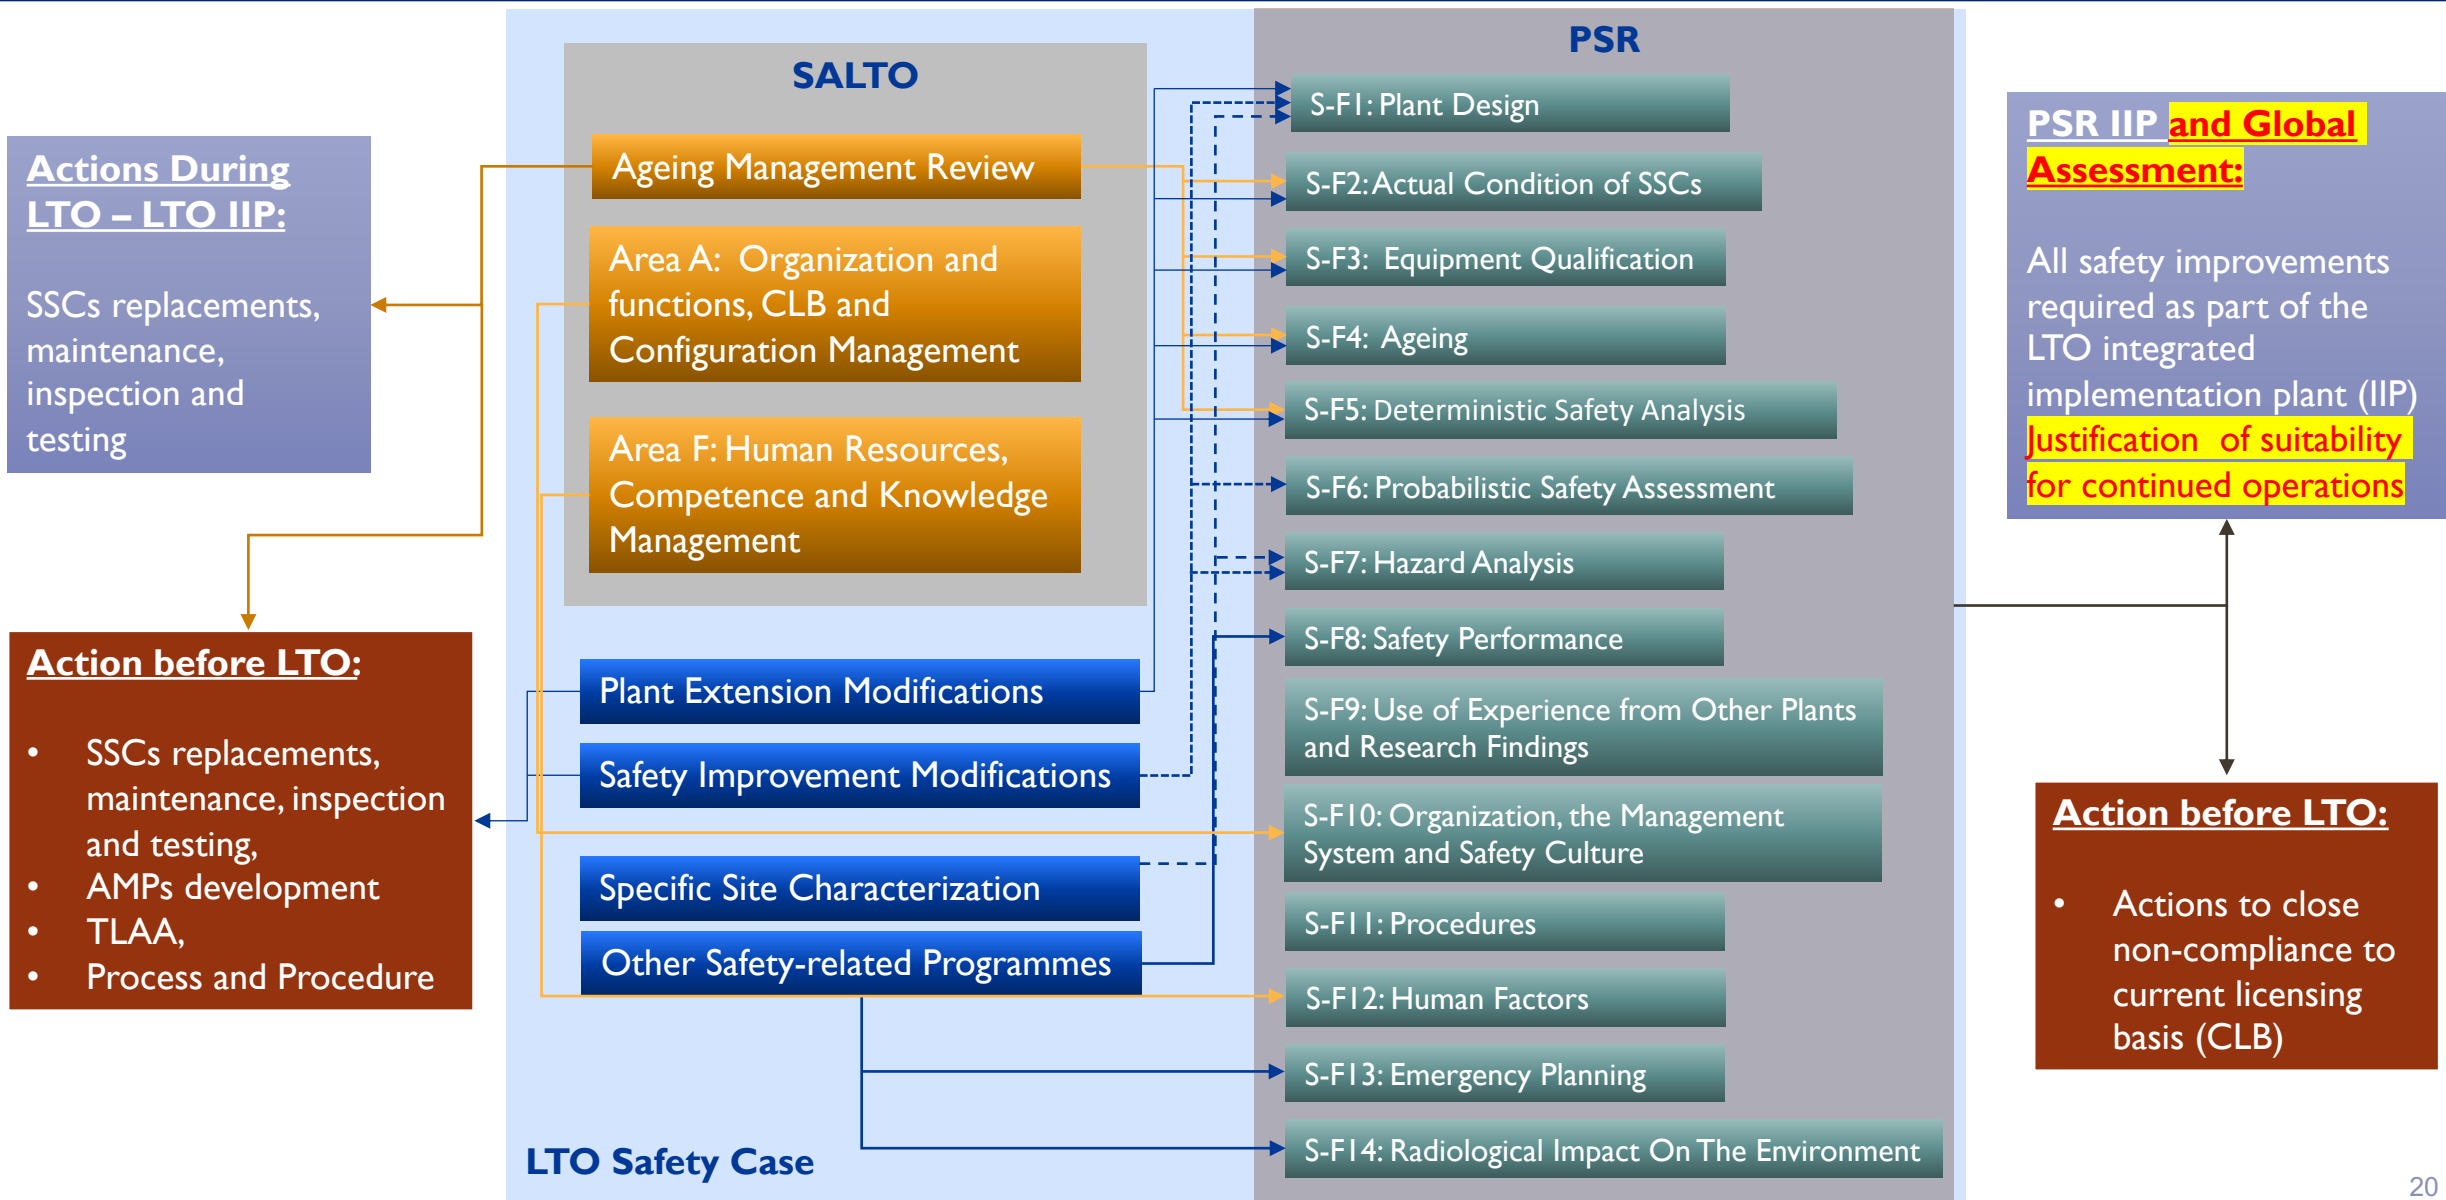 Actions During
LTO – LTO IIP:
SSCs replacements,
maintenance,
inspection and
testing
Action before LTO:
• SSCs replacements,
maintenance, inspection
and testing,
• AMPs development
• TLAA,
• Process and Procedure
SALTO
Ageing Management Review
Area A: Organization and
functions, CLB and
Configuration Management
Area F: Human Resources,
Competence and Knowledge
Management
Plant Extension Modifications
Safety Improvement Modifications
Specific Site Characterization
Other Safety-related Programmes
LTO Safety Case
PSR
S-F1: Plant Design
S-F2: Actual Condition of SSCs
S-F3: Equipment Qualification
S-F4: Ageing
S-F5: Deterministic Safety Analysis
S-F6: Probabilistic Safety Assessment
S-F7: Hazard Analysis
S-F8: Safety Performance
S-F9: Use of Experience from Other Plants
and Research Findings
S-F10: Organization, the Management
System and Safety Culture
S-F11: Procedures
S-F12: Human Factors
S-F13: Emergency Planning
S-F14: Radiological Impact On The Environment
PSR IIP and Global
Assessment:
All safety improvements
required as part of the
LTO integrated
implementation plant (IIP)
Justification of suitability
for continued operations
Action before LTO:
• Actions to close
non-compliance to
current licensing
basis (CLB)
20